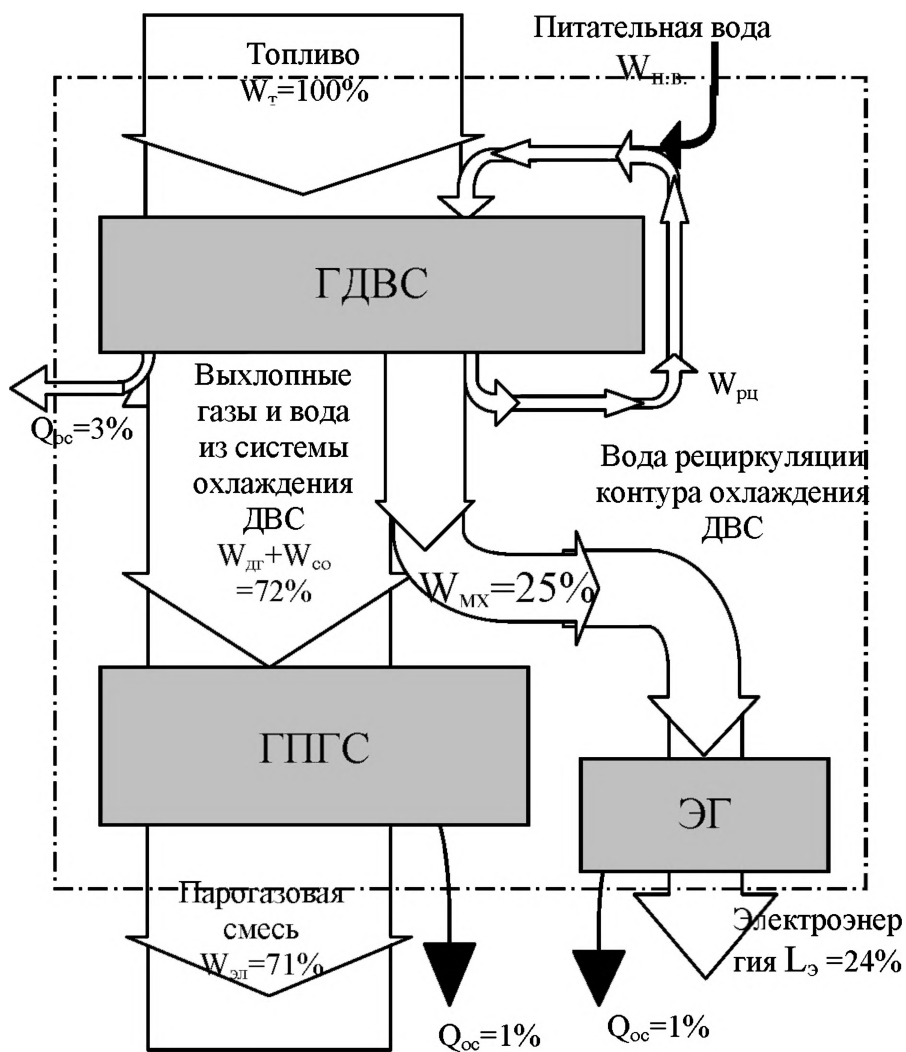 Топливо
Wт=100%
Питательная вода
Wп.в.
ГДВС
Wрц
Qос=3%
Выхлопные
газы и вода
из системы
охлаждения
ДВС
Wдг+Wсо
=72%
Вода рециркуляции
контура охлаждения
ДВС
Wмх=25%
ГПГС
ЭГ
Парогазовая
смесь
Wэл=71%
Электроэнер
гия Lэ =24%
Qос=1%
Qос=1%